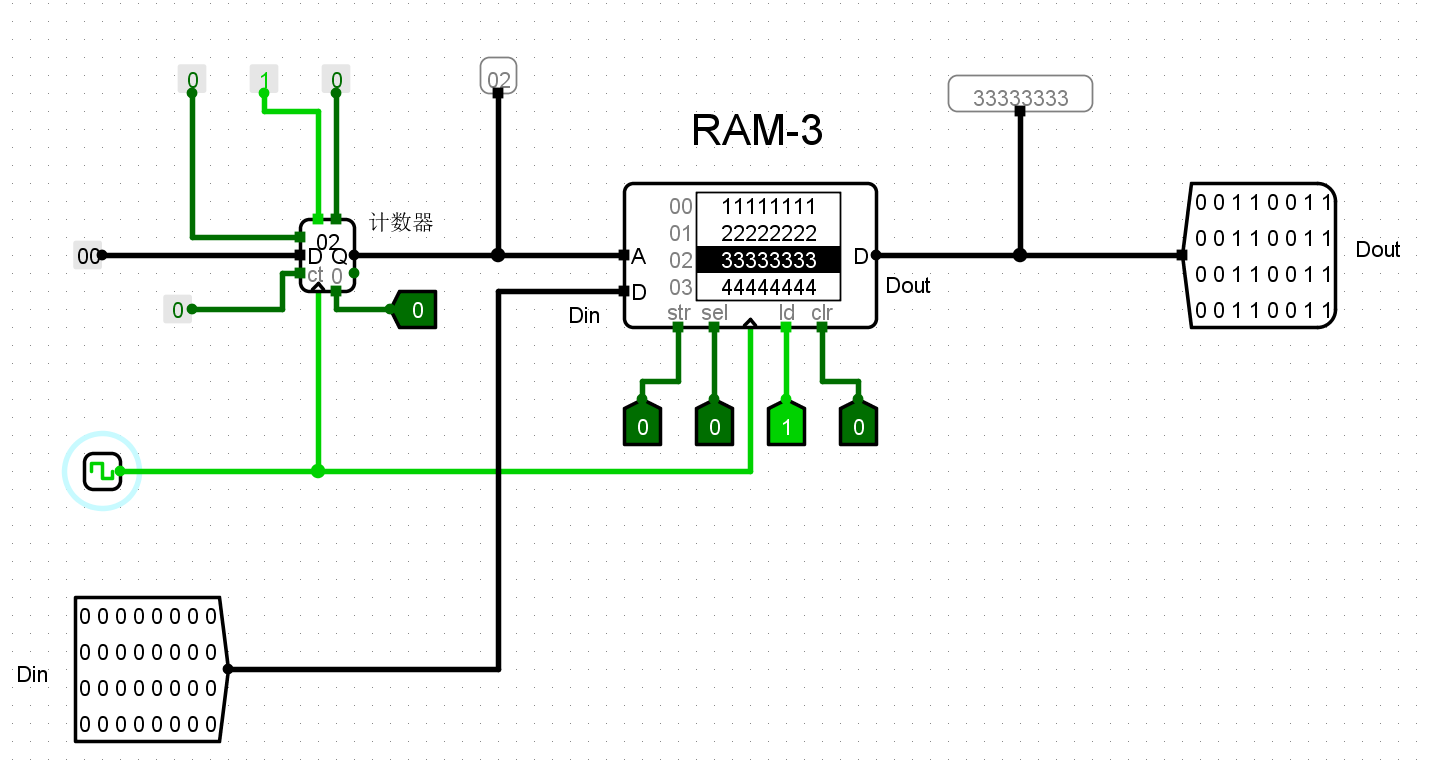 0 1 0
02
33333333
RAM-3
计数器
02
00
D Q
ct 0
0
0
A
D
00 11111111
01 22222222
02 33333333
03 44444444
D
str sel ld clr
Din
Dout
0 0 1 0
0 0 1 1 0 0 1 1
0 0 1 1 0 0 1 1
0 0 1 1 0 0 1 1
0 0 1 1 0 0 1 1
Dout
0 0 0 0 0 0 0 0
0 0 0 0 0 0 0 0
0 0 0 0 0 0 0 0
0 0 0 0 0 0 0 0
Din